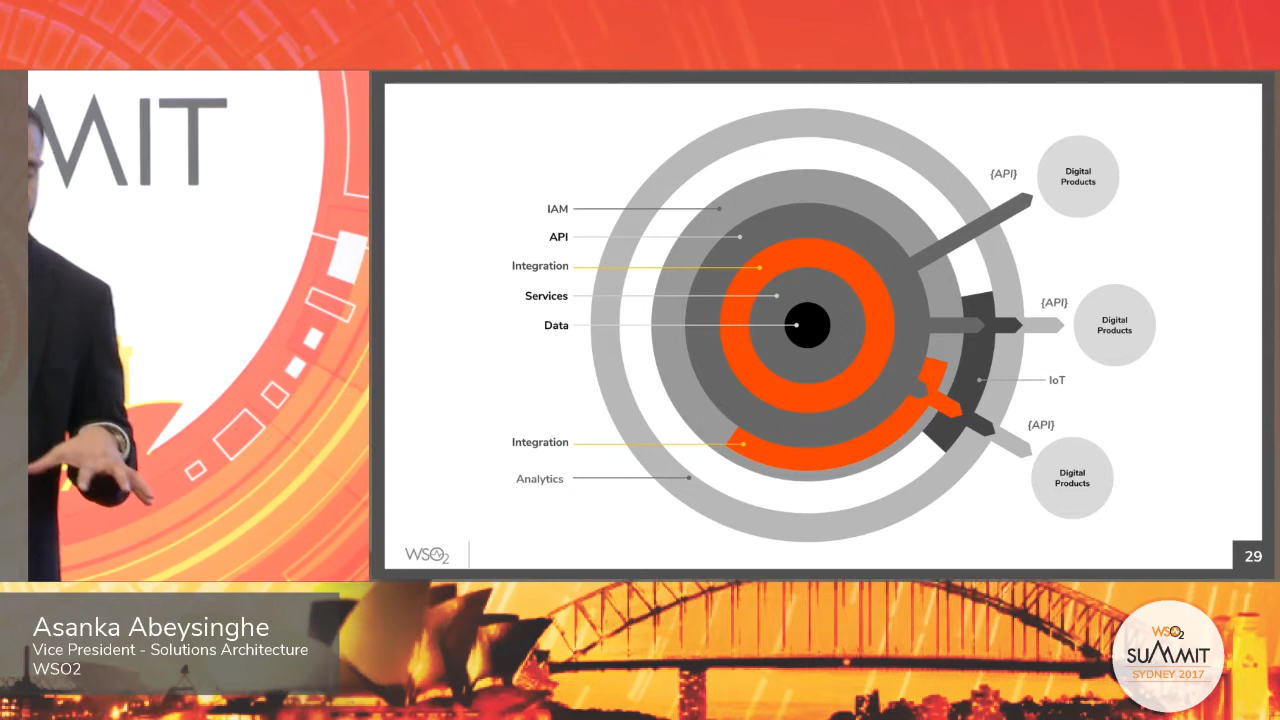 MIT
IAM
API
Integration
Services
Data
Integration
Analytics
{API}
Digital
Products
{API}
Digital
Products
IoT
{API}
Digital
Products
WSO2
29
Asanka Abeysinghe
Vice President - Solutions Architecture
WSO2
WSO2
SUMMIT
SYDNEY 2017